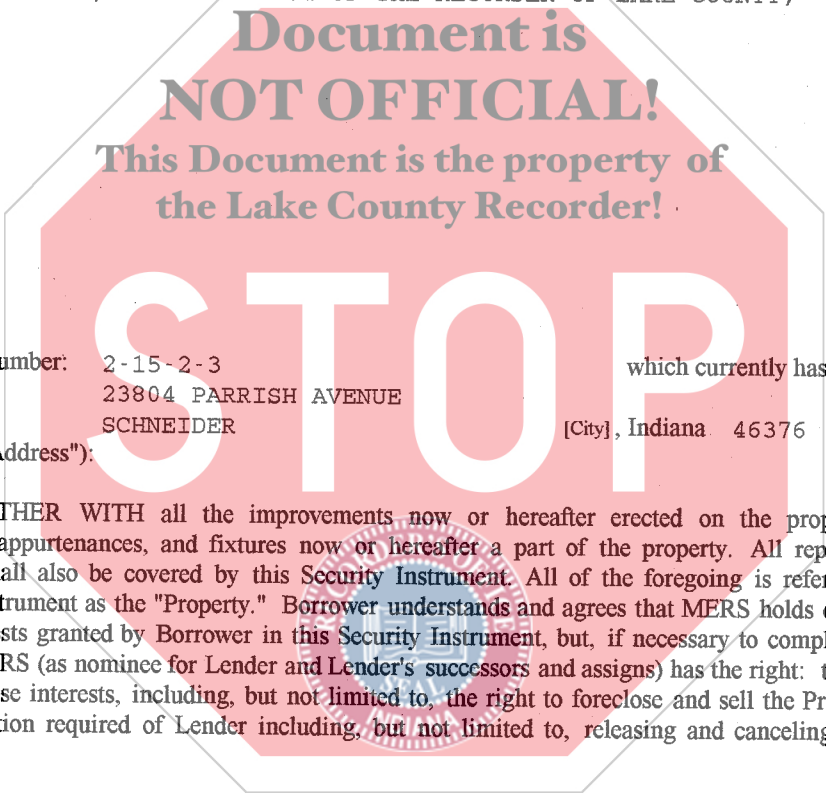 RECORDER OF LAKE COUNTY,
Document is
NOT OFFICIAL!
This Document is the property of
the Lake County Recorder!
STOP
umber: 2-15-2-3 which currently has
23804 PARRISH AVENUE
SCHNEIDER [City], Indiana 46376
ddress"):
THER WITH all the improvements now or hereafter erected on the prop
appurtenances, and fixtures now or hereafter a part of the property. All rep
all also be covered by this Security Instrument. All of the foregoing is refer
trument as the "Property." Borrower understands and agrees that MERS holds
sts granted by Borrower in this Security Instrument, but, if necessary to compl
RS (as nominee for Lender and Lender's successors and assigns) has the right:
se interests, including, but not limited to, the right to foreclose and sell the Pr
tion required of Lender including, but not limited to, releasing and canceling